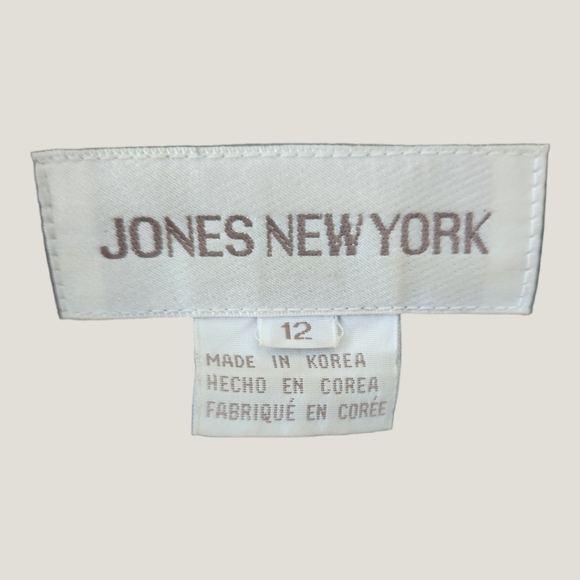 JONES NEW YORK
12
MADE IN KOREA
HECHO EN COREA
FABRIQUÉ EN CORÉE